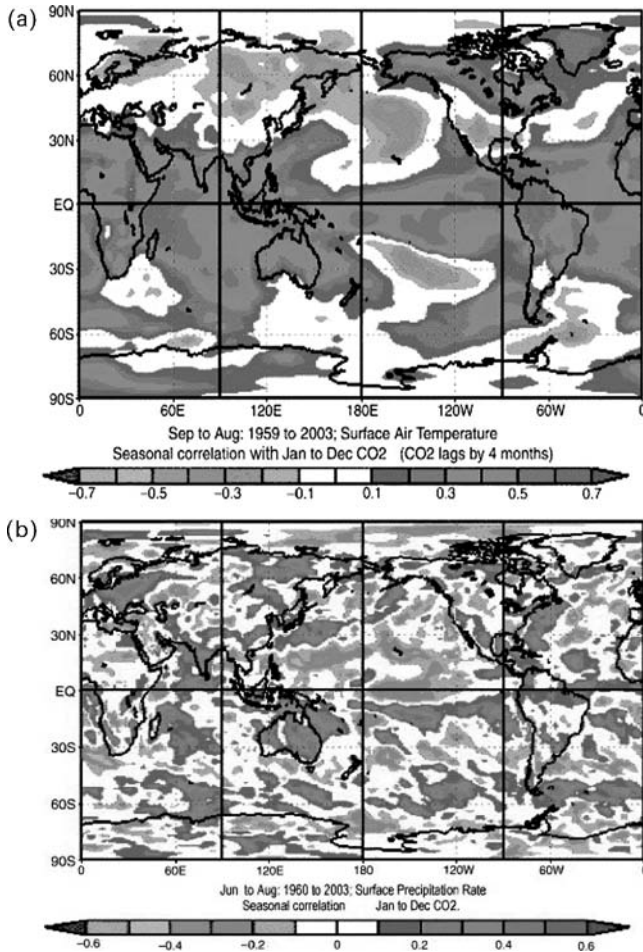 (a)
90N
60N
30N
EQ
30S
60S
90S
0 60E 120E 180 120W 60W 0
Sep to Aug: 1959 to 2003; Surface Air Temperature
Seasonal correlation with Jan to Dec CO2 (CO2 lags by 4 months)
−0.7 −0.5 −0.3 −0.1 0.1 0.3 0.5 0.7
(b)
90N
60N
30N
EQ
30S
60S
90S
0 60E 120E 180 120W 60W 0
Jun to Aug: 1960 to 2003; Surface Precipitation Rate
Seasonal correlation Jan to Dec CO2.
−0.6 −0.4 −0.2 0 0.2 0.4 0.6